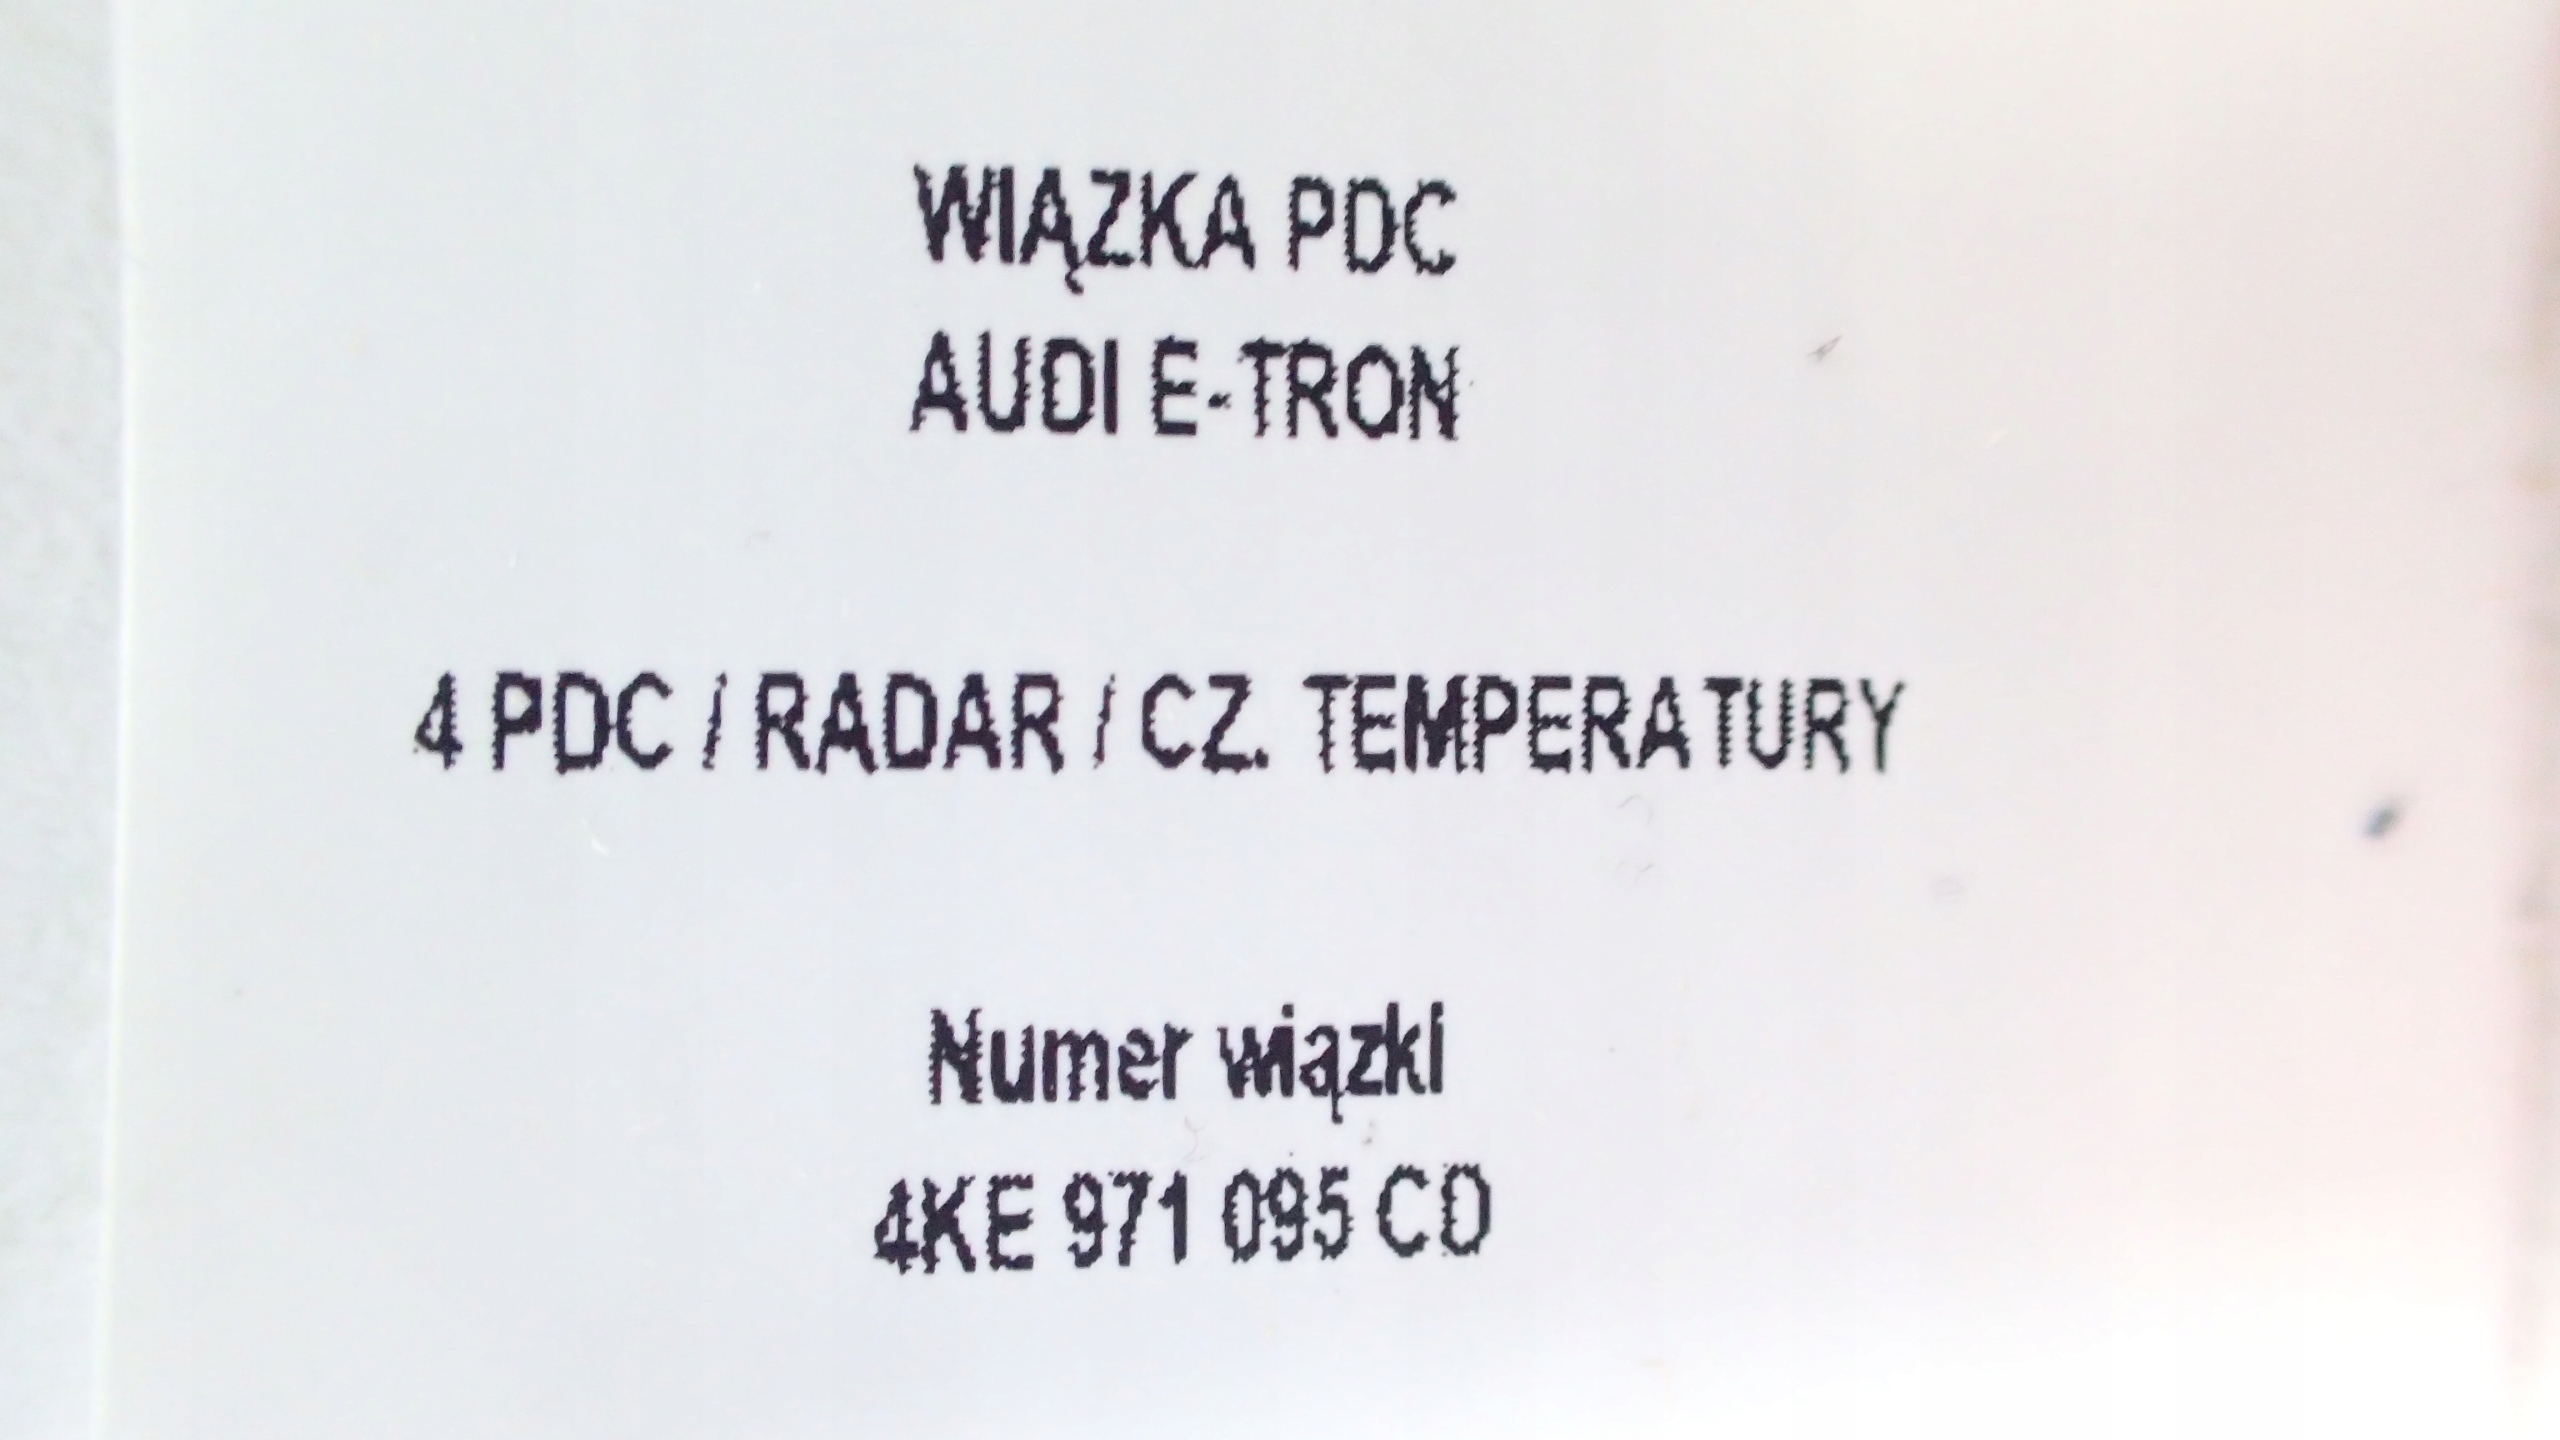 WIĄZKA PDC
AUDI E-TRON
4 PDC / RADAR / CZ. TEMPERATURY
Numer wiązki
4KE 971 095 CD